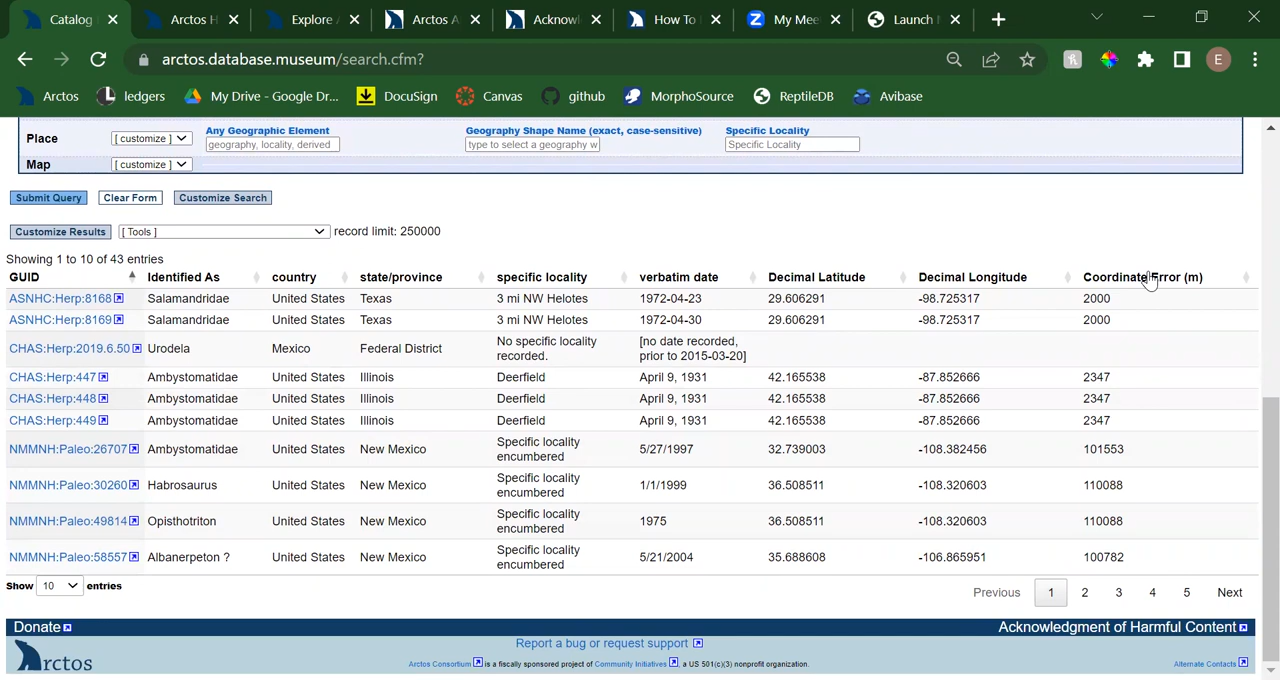 Catalog
Arctos H
Explore A
Arctos A
Acknowl
How To
My Mee
Launch
arctos.database.museum/search.cfm?
E
Arctos
ledgers
My Drive - Google Dr...
DocuSign
Canvas
github
MorphoSource
ReptileDB
Avibase
Place [ customize ] Any Geographic Element Geography Shape Name (exact, case-sensitive) Specific Locality
geography, locality, derived type to select a geography w Specific Locality
Map [ customize ]
Submit Query Clear Form Customize Search
Customize Results [ Tools ] record limit: 250000
Showing 1 to 10 of 43 entries
GUID Identified As country state/province specific locality verbatim date Decimal Latitude Decimal Longitude Coordinate Error (m)
ASNHC:Herp:8168 Salamandridae United States Texas 3 mi NW Helotes 1972-04-23 29.606291 -98.725317 2000
ASNHC:Herp:8169 Salamandridae United States Texas 3 mi NW Helotes 1972-04-30 29.606291 -98.725317 2000
CHAS:Herp:2019.6.50 Urodela Mexico Federal District No specific locality [no date recorded,
recorded. prior to 2015-03-20]
CHAS:Herp:447 Ambystomatidae United States Illinois Deerfield April 9, 1931 42.165538 -87.852666 2347
CHAS:Herp:448 Ambystomatidae United States Illinois Deerfield April 9, 1931 42.165538 -87.852666 2347
CHAS:Herp:449 Ambystomatidae United States Illinois Deerfield April 9, 1931 42.165538 -87.852666 2347
NMMNH:Paleo:26707 Ambystomatidae United States New Mexico Specific locality encumbered 5/27/1997 32.739003 -108.382456 101553
NMMNH:Paleo:30260 Habrosaurus United States New Mexico Specific locality encumbered 1/1/1999 36.508511 -108.320603 110088
NMMNH:Paleo:49814 Opisthotriton United States New Mexico Specific locality encumbered 1975 36.508511 -108.320603 110088
NMMNH:Paleo:58557 Albanerpeton ? United States New Mexico Specific locality encumbered 5/21/2004 35.688608 -106.865951 100782
Show 10 entries Previous 1 2 3 4 5 Next
Donate Acknowledgment of Harmful Content
Report a bug or request support
Arctos Arctos Consortium is a fiscally sponsored project of Community Initiatives, a US 501(c)(3) nonprofit organization. Alternate Contacts